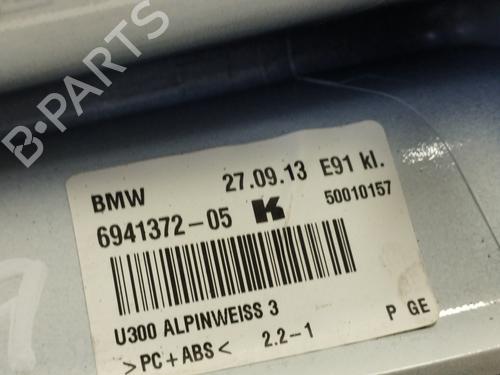 B-PARTS
BMW 27.09.13 E91 kl.
6941372-05 K 50010157
U300 ALPINWEISS 3
>PC+ABS< 2.2-1 P GE